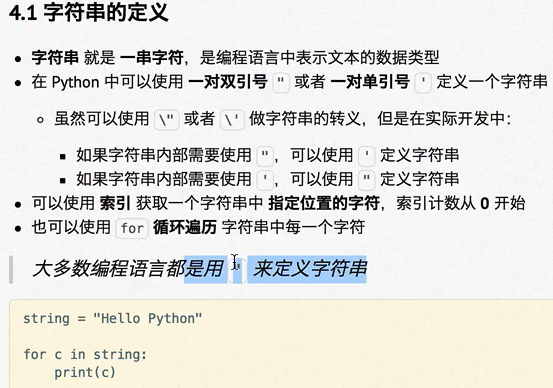 4.1 字符串的定义
字符串 就是 一串字符，是编程语言中表示文本的数据类型
在 Python 中可以使用 一对双引号 " 或者 一对单引号 ' 定义一个字符串
虽然可以使用 \" 或者 \' 做字符串的转义，但是在实际开发中：
如果字符串内部需要使用 "，可以使用 ' 定义字符串
如果字符串内部需要使用 '，可以使用 " 定义字符串
可以使用 索引 获取一个字符串中 指定位置的字符，索引计数从 0 开始
也可以使用 for 循环遍历 字符串中每一个字符
大多数编程语言都是用 来定义字符串
string = "Hello Python"
for c in string:
print(c)